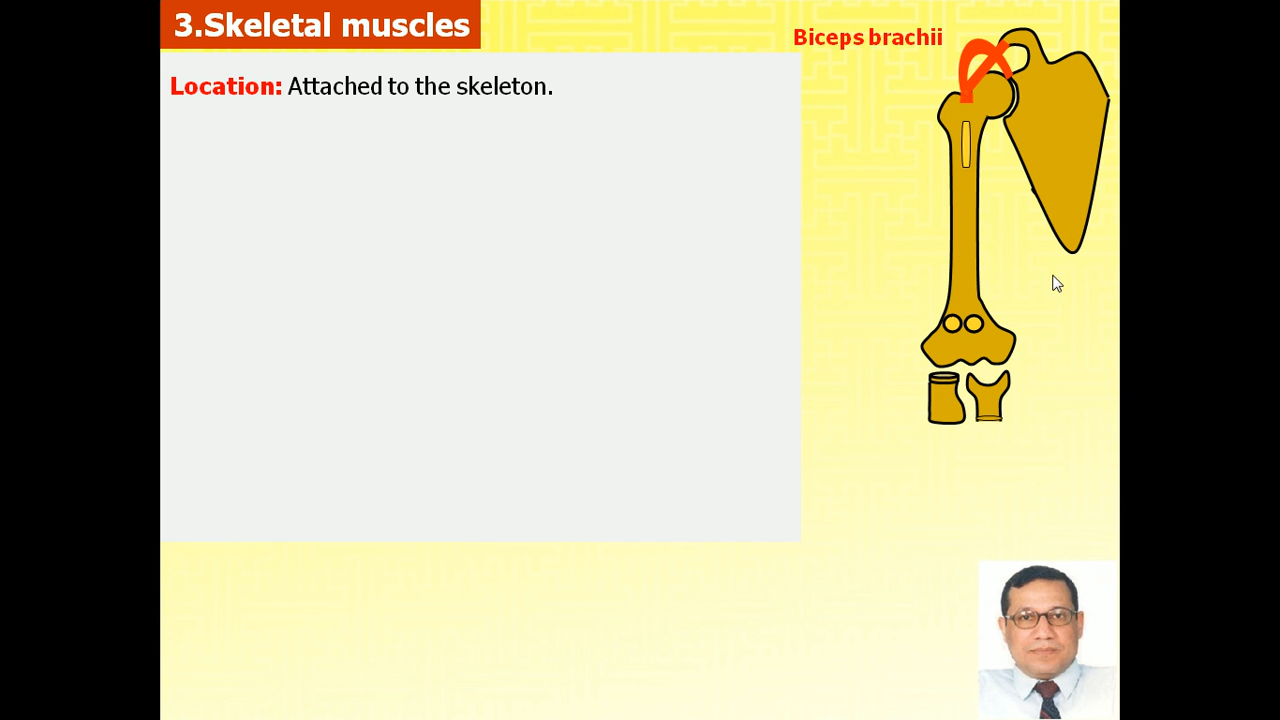 3.Skeletal muscles
Biceps brachii
Location: Attached to the skeleton.